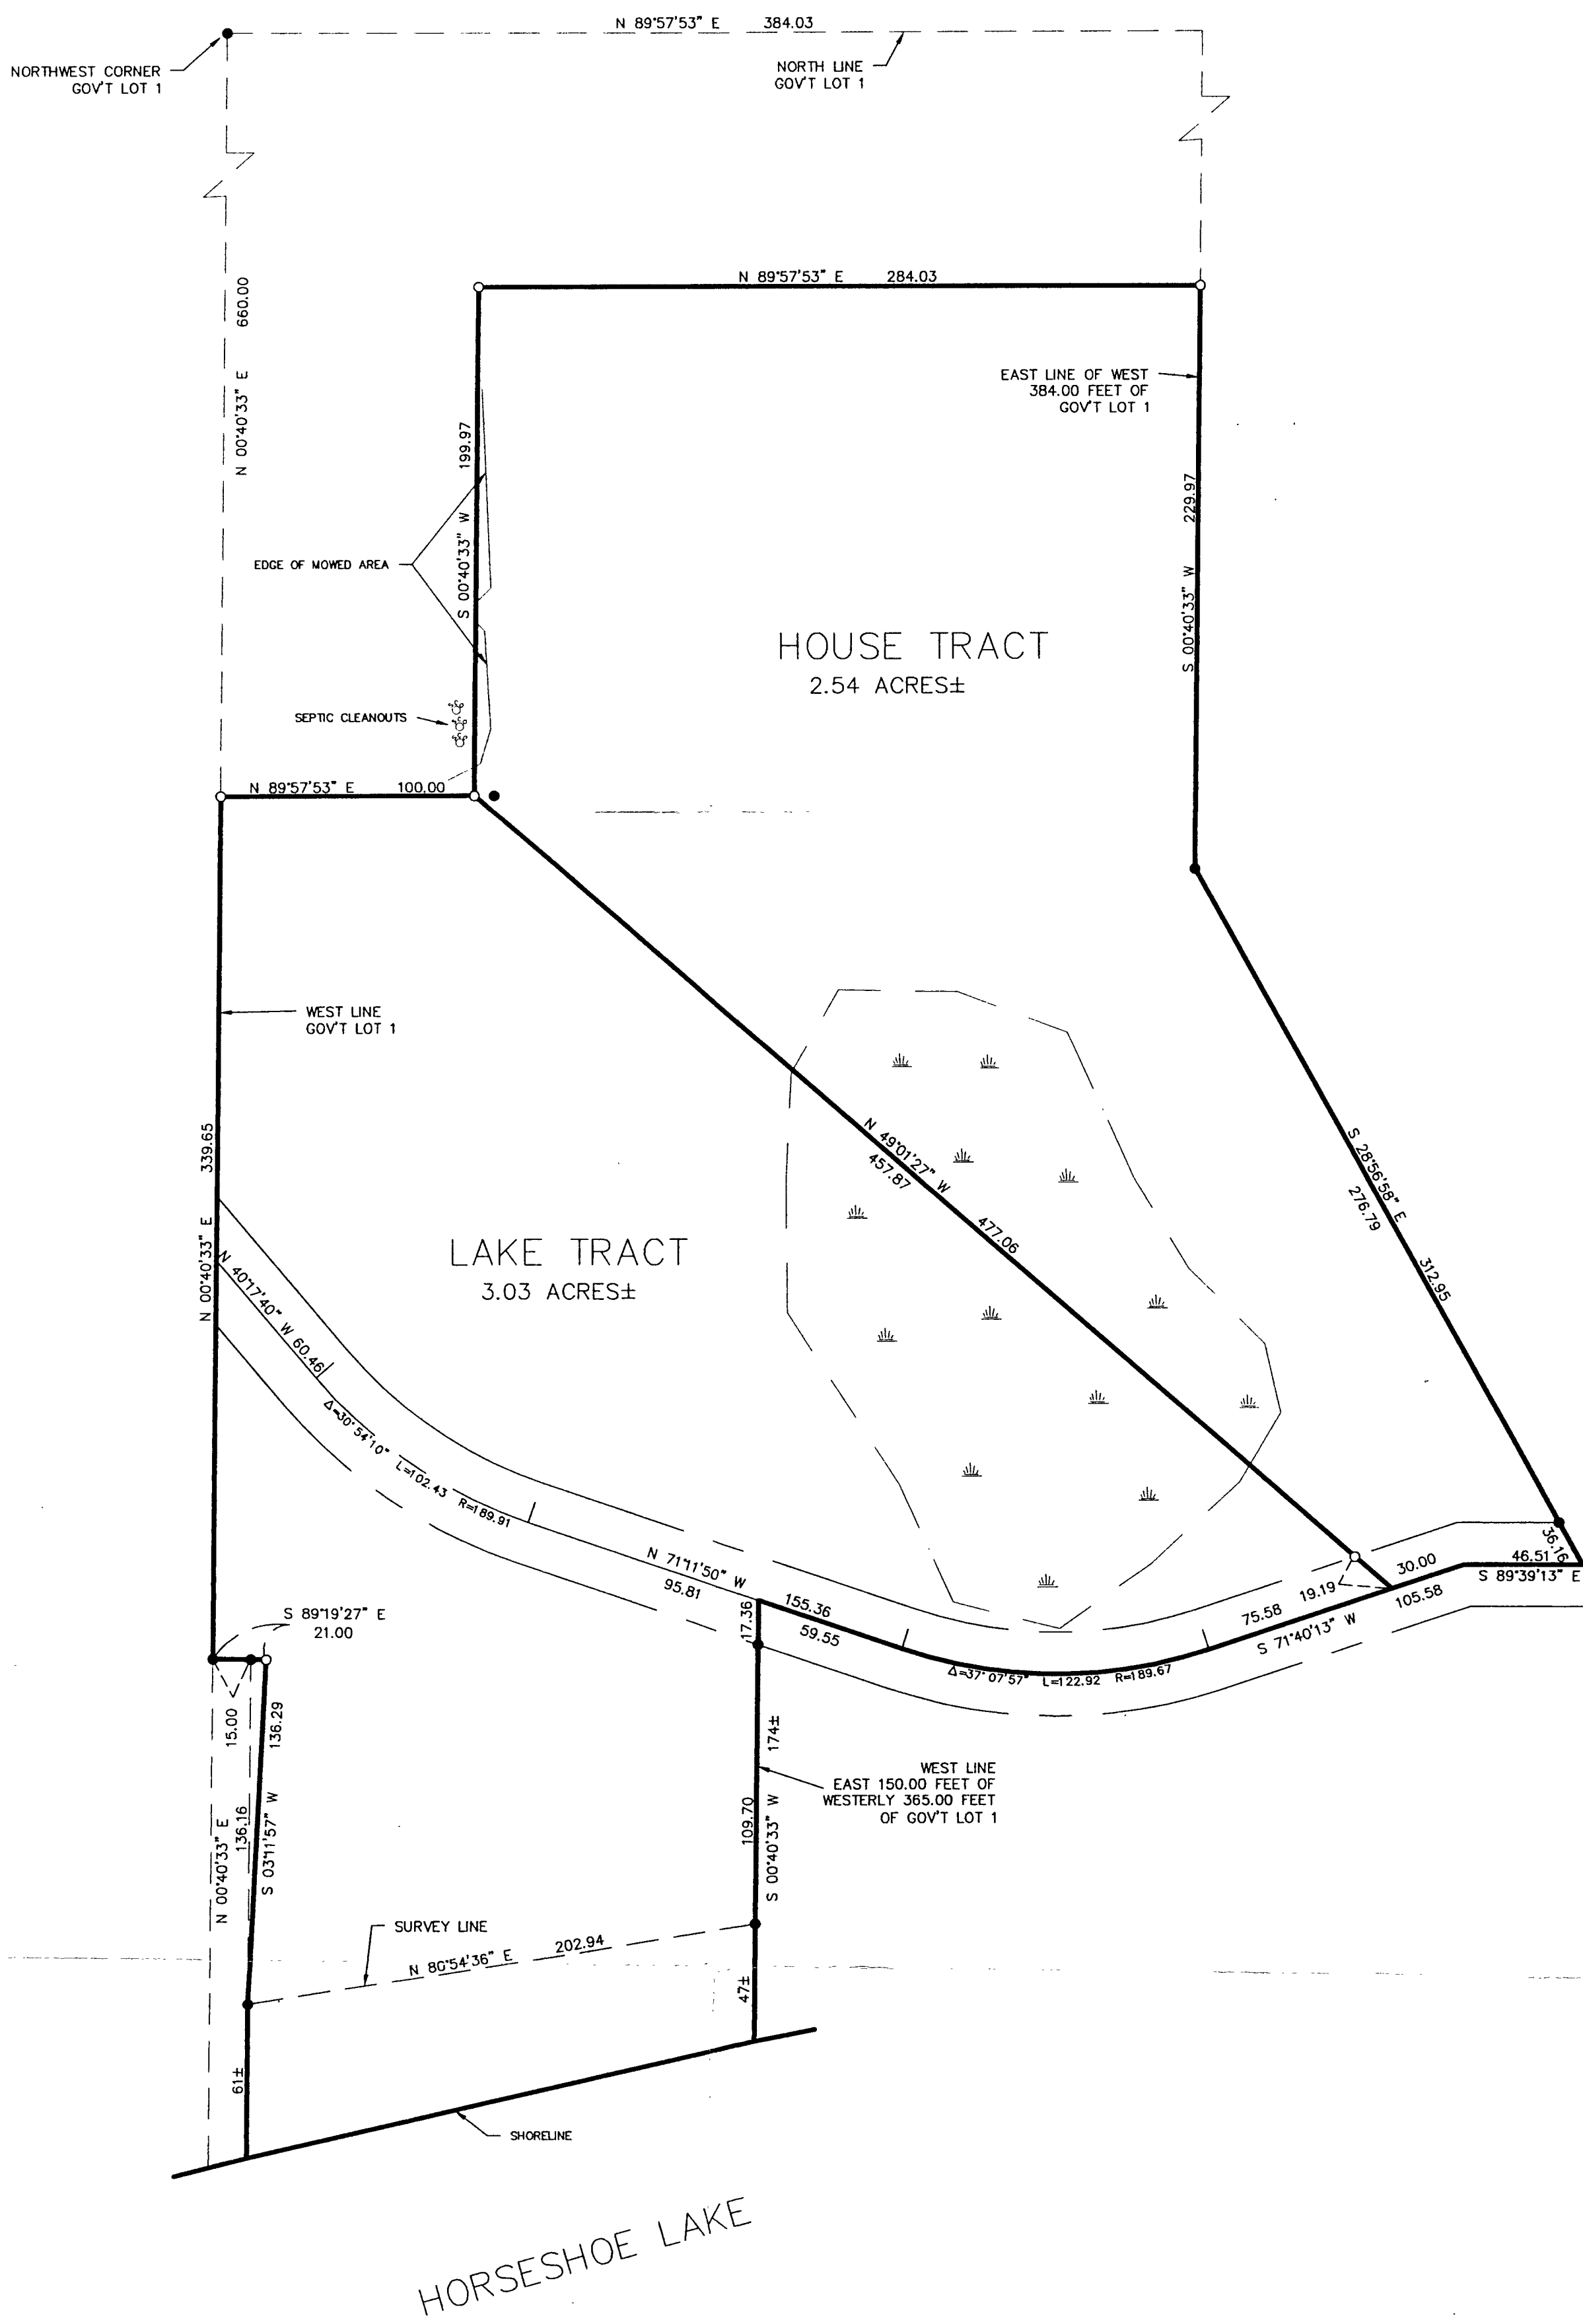 N 89°57'53" E 384.03
NORTHWEST CORNER
GOV'T LOT 1
NORTH LINE
GOV'T LOT 1
N 00°40'33" E 660.00
N 89°57'53" E 284.03
EAST LINE OF WEST
384.00 FEET OF
GOV'T LOT 1
S 00°40'33" W 199.97
S 00°40'33" W 229.97
EDGE OF MOWED AREA
HOUSE TRACT
2.54 ACRES±
SEPTIC CLEANOUTS
N 89°57'53" E 100.00
WEST LINE
GOV'T LOT 1
N 00°40'33" E 339.65
N 49°01'27" W
457.87
477.06
S 28°56'58" E
276.79
312.95
LAKE TRACT
3.03 ACRES±
N 40°17'40" W 60.46
Δ=30°54'10" L=102.43 R=189.91
N 71°11'50" W
95.81
155.36
59.55
17.36
Δ=37°07'57" L=122.92 R=189.67
75.58
19.19
30.00
S 71°40'13" W
105.58
36.16
46.51
S 89°39'13" E
S 89°19'27" E
21.00
15.00
136.29
N 00°40'33" E
136.16
S 03°11'57" W
174±
109.70
S 00°40'33" W
WEST LINE
EAST 150.00 FEET OF
WESTERLY 365.00 FEET
OF GOV'T LOT 1
SURVEY LINE
N 80°54'36" E 202.94
47±
61±
SHORELINE
HORSESHOE LAKE